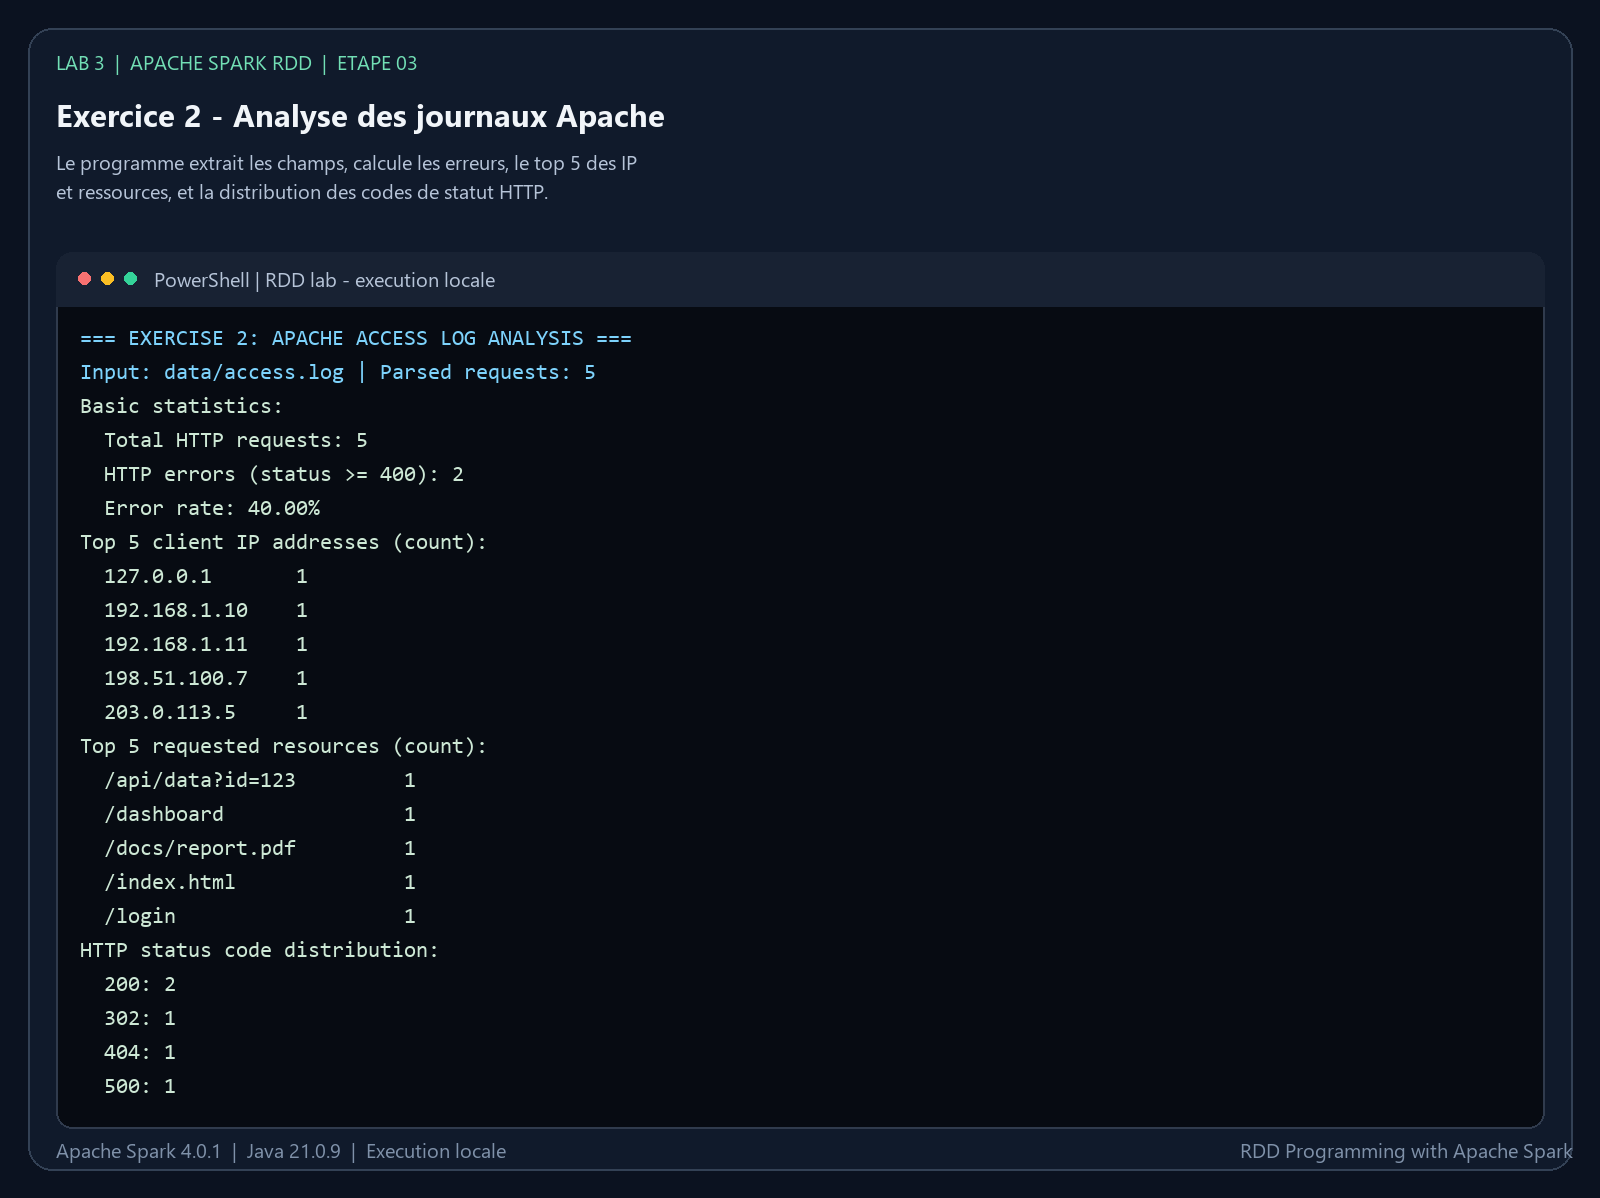 LAB 3 | APACHE SPARK RDD | ETAPE 03
Exercice 2 - Analyse des journaux Apache
Le programme extrait les champs, calcule les erreurs, le top 5 des IP
et ressources, et la distribution des codes de statut HTTP.
PowerShell | RDD lab - execution locale
=== EXERCISE 2: APACHE ACCESS LOG ANALYSIS ===
Input: data/access.log | Parsed requests: 5
Basic statistics:
  Total HTTP requests: 5
  HTTP errors (status >= 400): 2
  Error rate: 40.00%
Top 5 client IP addresses (count):
  127.0.0.1       1
  192.168.1.10    1
  192.168.1.11    1
  198.51.100.7    1
  203.0.113.5     1
Top 5 requested resources (count):
  /api/data?id=123         1
  /dashboard               1
  /docs/report.pdf         1
  /index.html              1
  /login                   1
HTTP status code distribution:
  200: 2
  302: 1
  404: 1
  500: 1
Apache Spark 4.0.1 | Java 21.0.9 | Execution locale
RDD Programming with Apache Spark